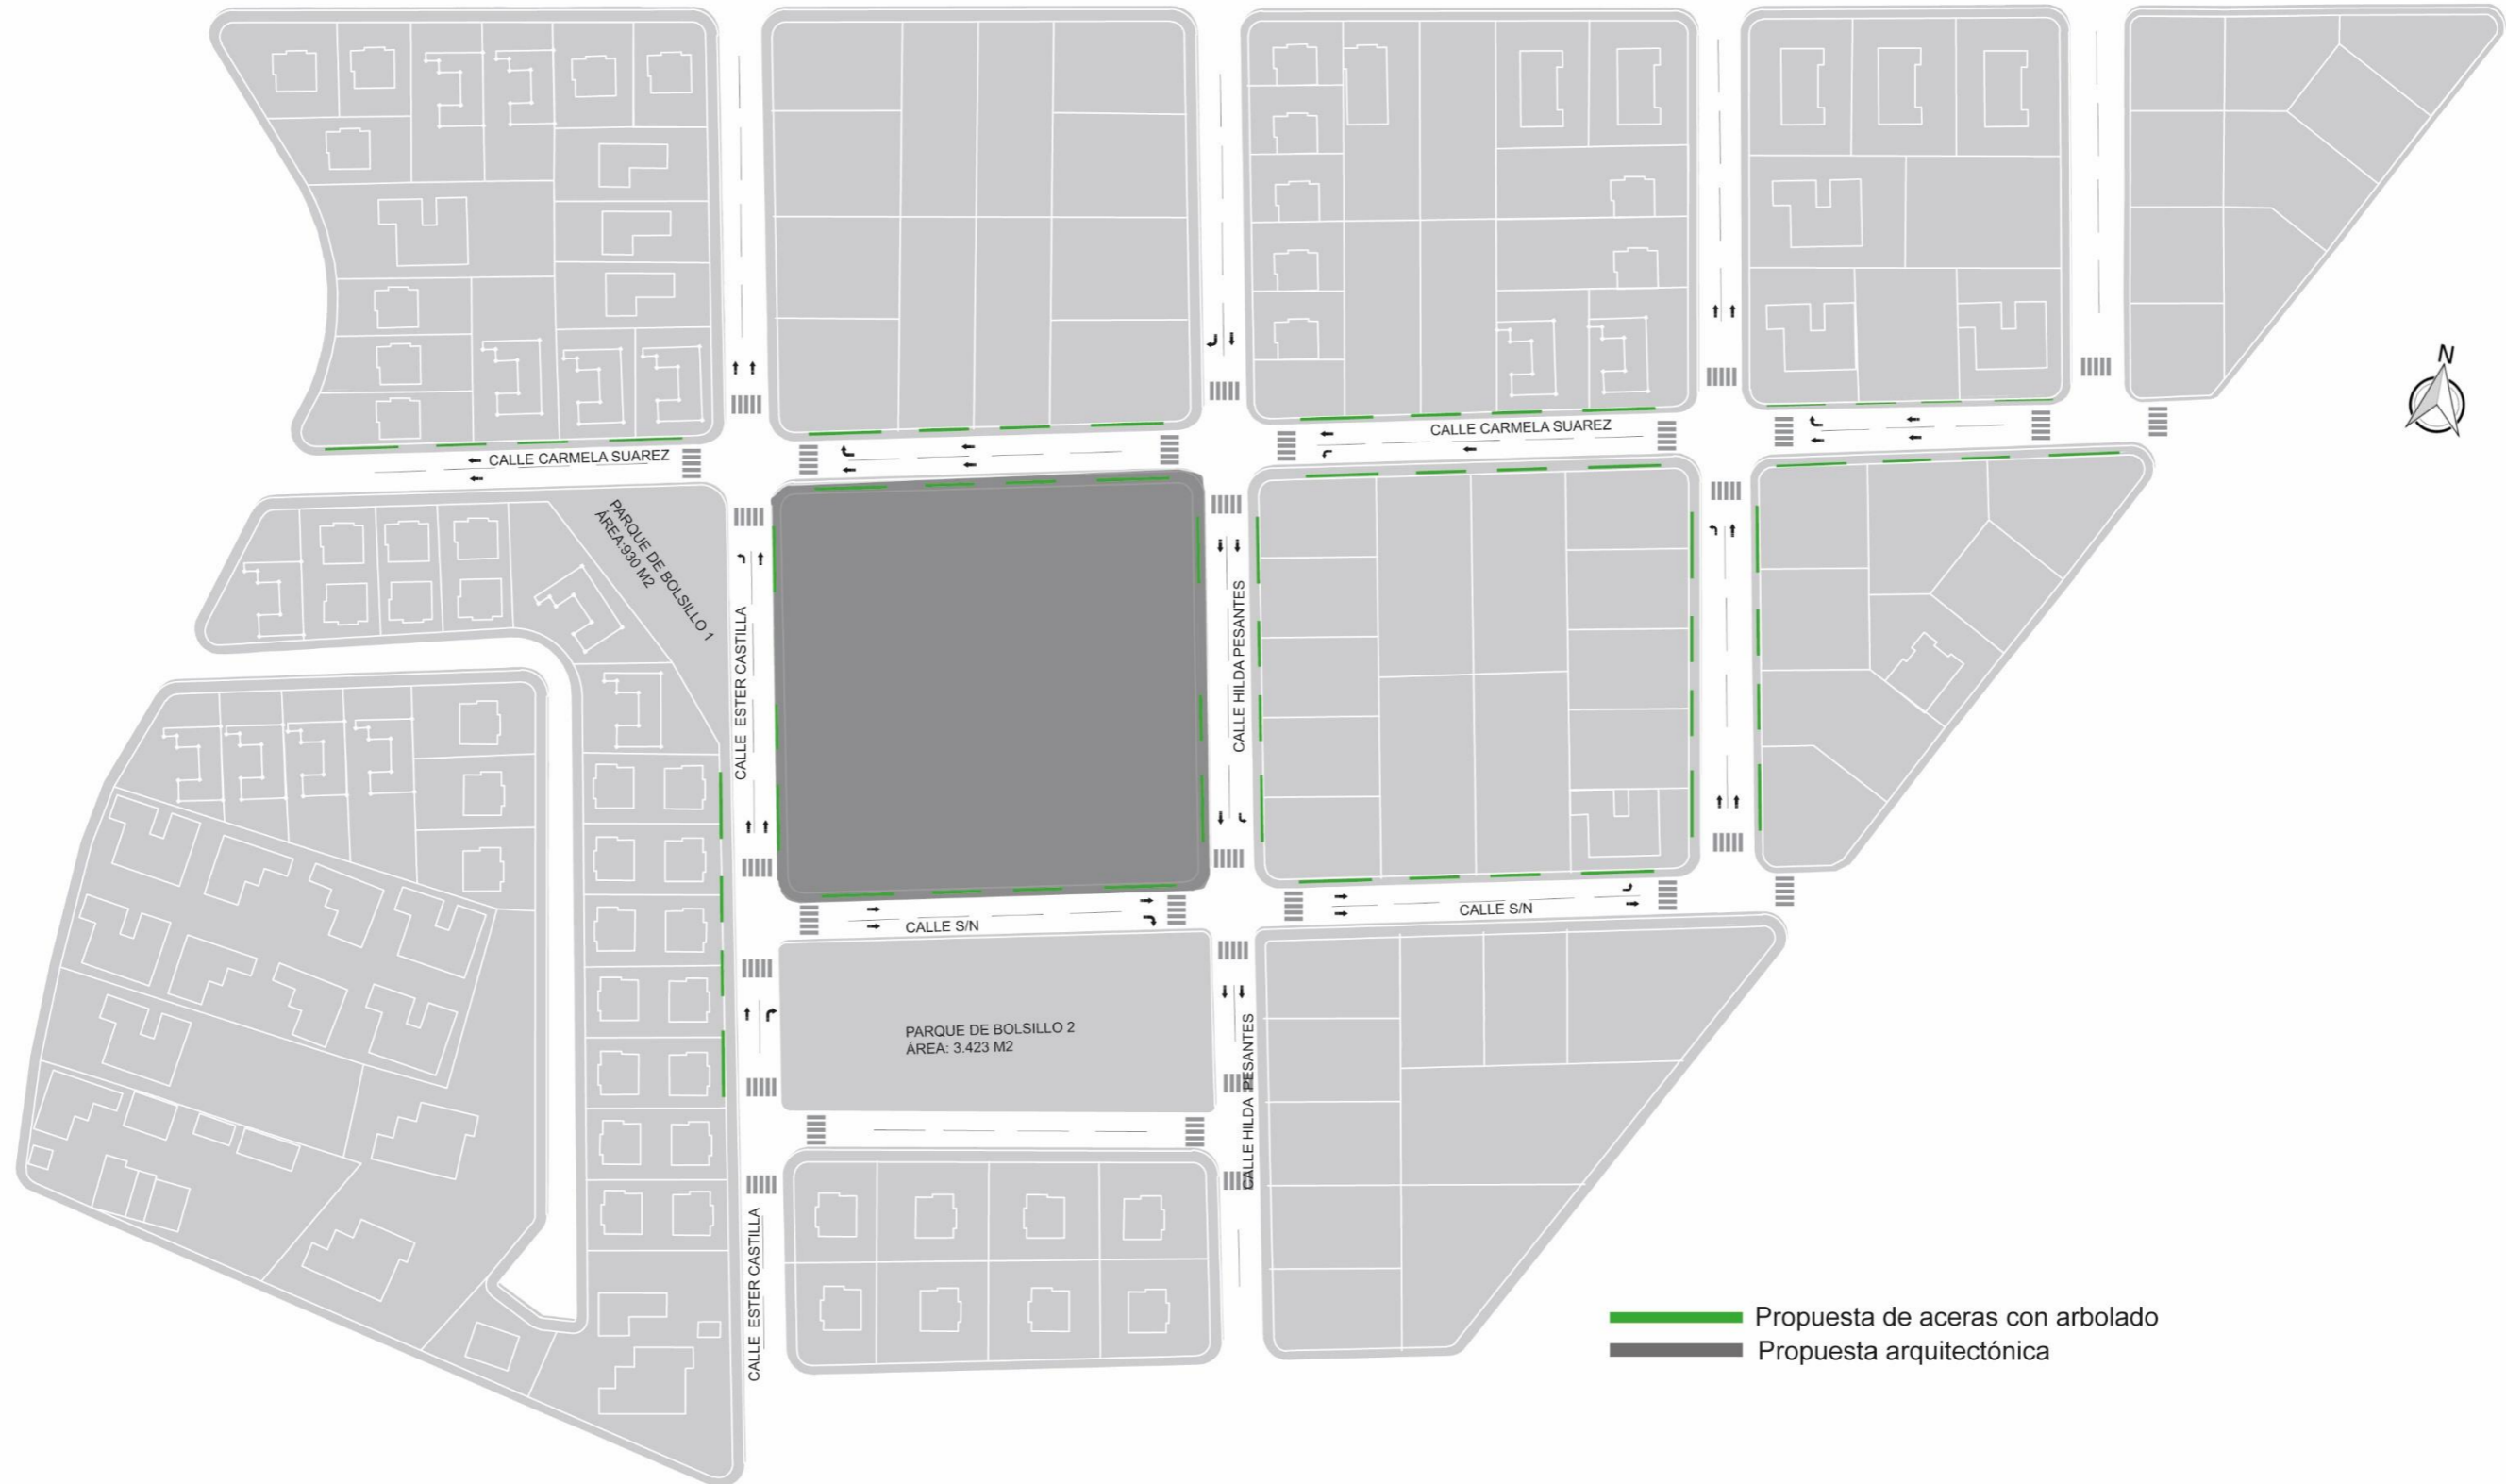 N
CALLE CARMELA SUAREZ
CALLE CARMELA SUAREZ
PARQUE DE BOLSILLO 1
ÁREA:930 M2
CALLE ESTER CASTILLA
CALLE HILDA PESANTES
CALLE S/N
CALLE S/N
PARQUE DE BOLSILLO 2
ÁREA: 3.423 M2
CALLE HILDA PESANTES
CALLE ESTER CASTILLA
Propuesta de aceras con arbolado
Propuesta arquitectónica